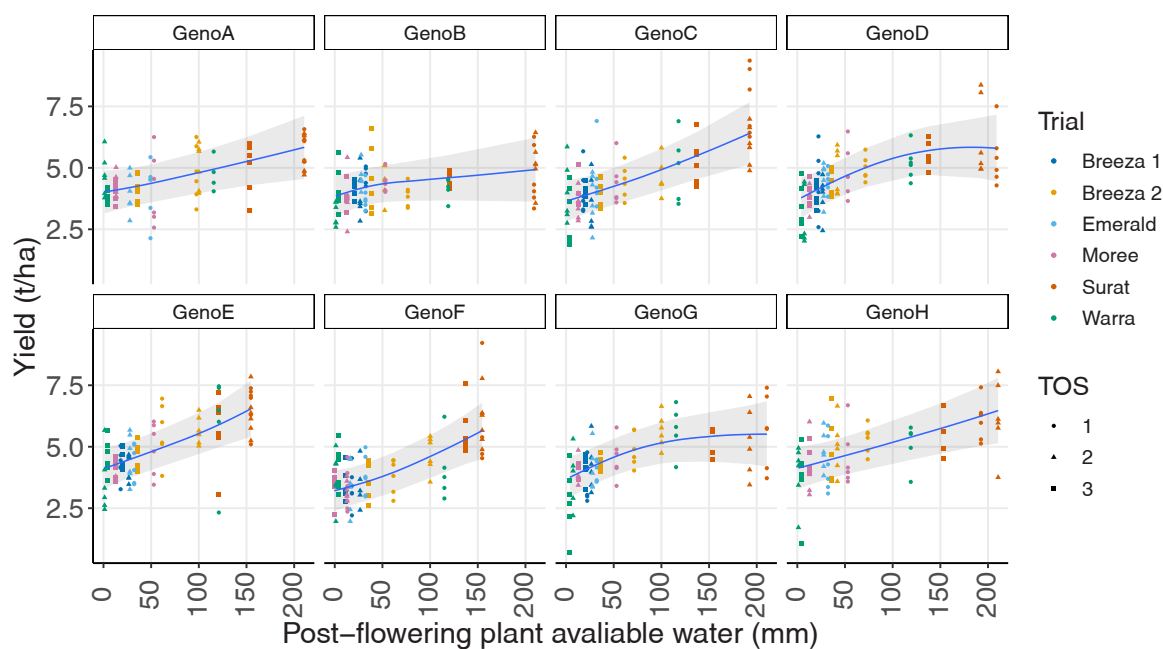 GenoA GenoB GenoC GenoD
7.5
5.0
2.5
GenoE GenoF GenoG GenoH
7.5
5.0
2.5
0 50 100 150 200 0 50 100 150 200 0 50 100 150 200 0 50 100 150 200
Post−flowering plant avaliable water (mm)
Yield (t/ha)
Trial
Breeza 1
Breeza 2
Emerald
Moree
Surat
Warra
TOS
1
2
3